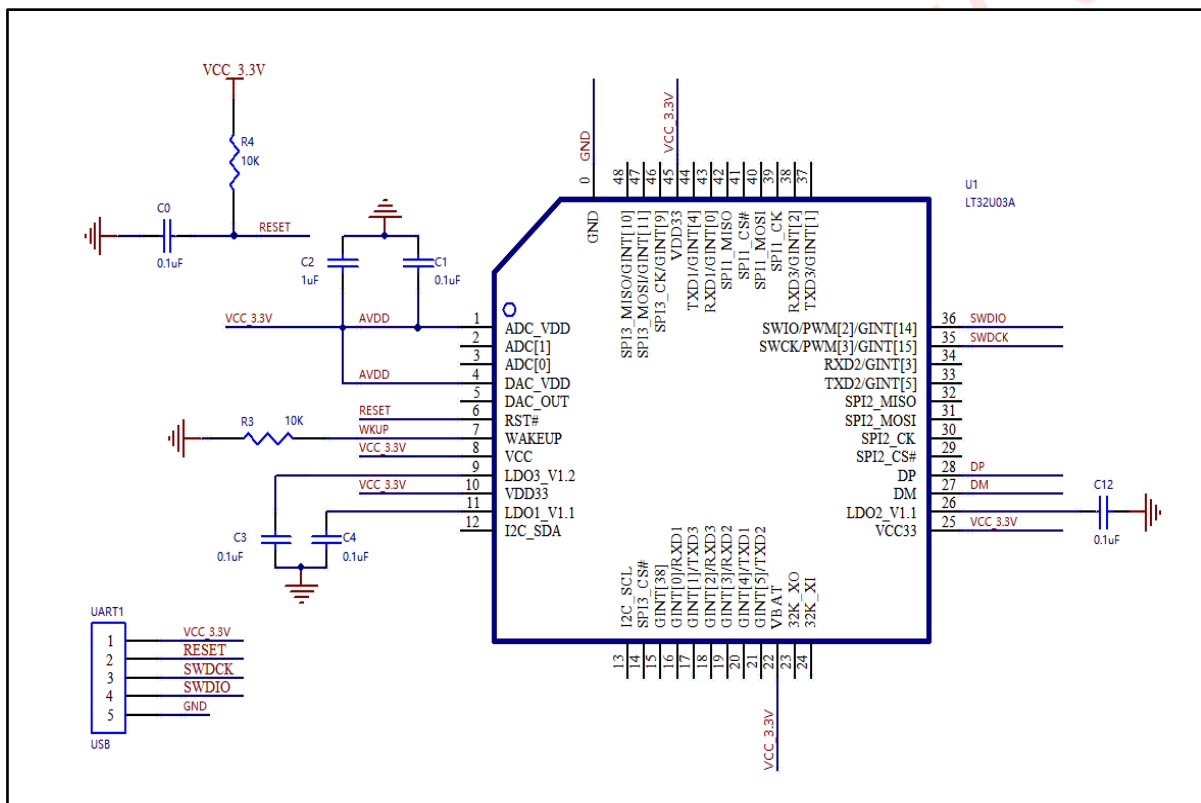 VCC_3.3V
R4
10K
C0
0.1uF
RESET
C2
1uF
C1
0.1uF
VCC_3.3V
AVDD
AVDD
RESET
R3
10K
WKUP
VCC_3.3V
VCC_3.3V
C3
0.1uF
C4
0.1uF
GND
VCC_3.3V
U1
LT32U03A
0
GND
48 SPI3_MISO/GINT[10]
47 SPI3_MOSI/GINT[11]
46 SPI3_CK/GINT[9]
45 VDD33
44 TXD1/GINT[4]
43 RXD1/GINT[0]
42 SPI1_MISO
41 SPI1_CS#
40 SPI1_MOSI
39 SPI1_CK
38 RXD3/GINT[2]
37 TXD3/GINT[1]
1 ADC_VDD
2 ADC[1]
3 ADC[0]
4 DAC_VDD
5 DAC_OUT
6 RST#
7 WAKEUP
8 VCC
9 LDO3_V1.2
10 VDD33
11 LDO1_V1.1
12 I2C_SDA
SWIO/PWM[2]/GINT[14] 36 SWDIO
SWCK/PWM[3]/GINT[15] 35 SWDCK
RXD2/GINT[3] 34
TXD2/GINT[5] 33
SPI2_MISO 32
SPI2_MOSI 31
SPI2_CK 30
SPI2_CS# 29
DP 28 DP
DM 27 DM
LDO2_V1.1 26
VCC33 25 VCC_3.3V
C12
0.1uF
I2C_SCL 13
SPI3_CS# 14
GINT[38] 15
GINT[0]/RXD1 16
GINT[1]/TXD3 17
GINT[2]/RXD3 18
GINT[3]/RXD2 19
GINT[4]/TXD1 20
GINT[5]/TXD2 21
VBAT 22
32K_XO 23
32K_XI 24
VCC_3.3V
UART1
1 VCC_3.3V
2 RESET
3 SWDCK
4 SWDIO
5 GND
USB